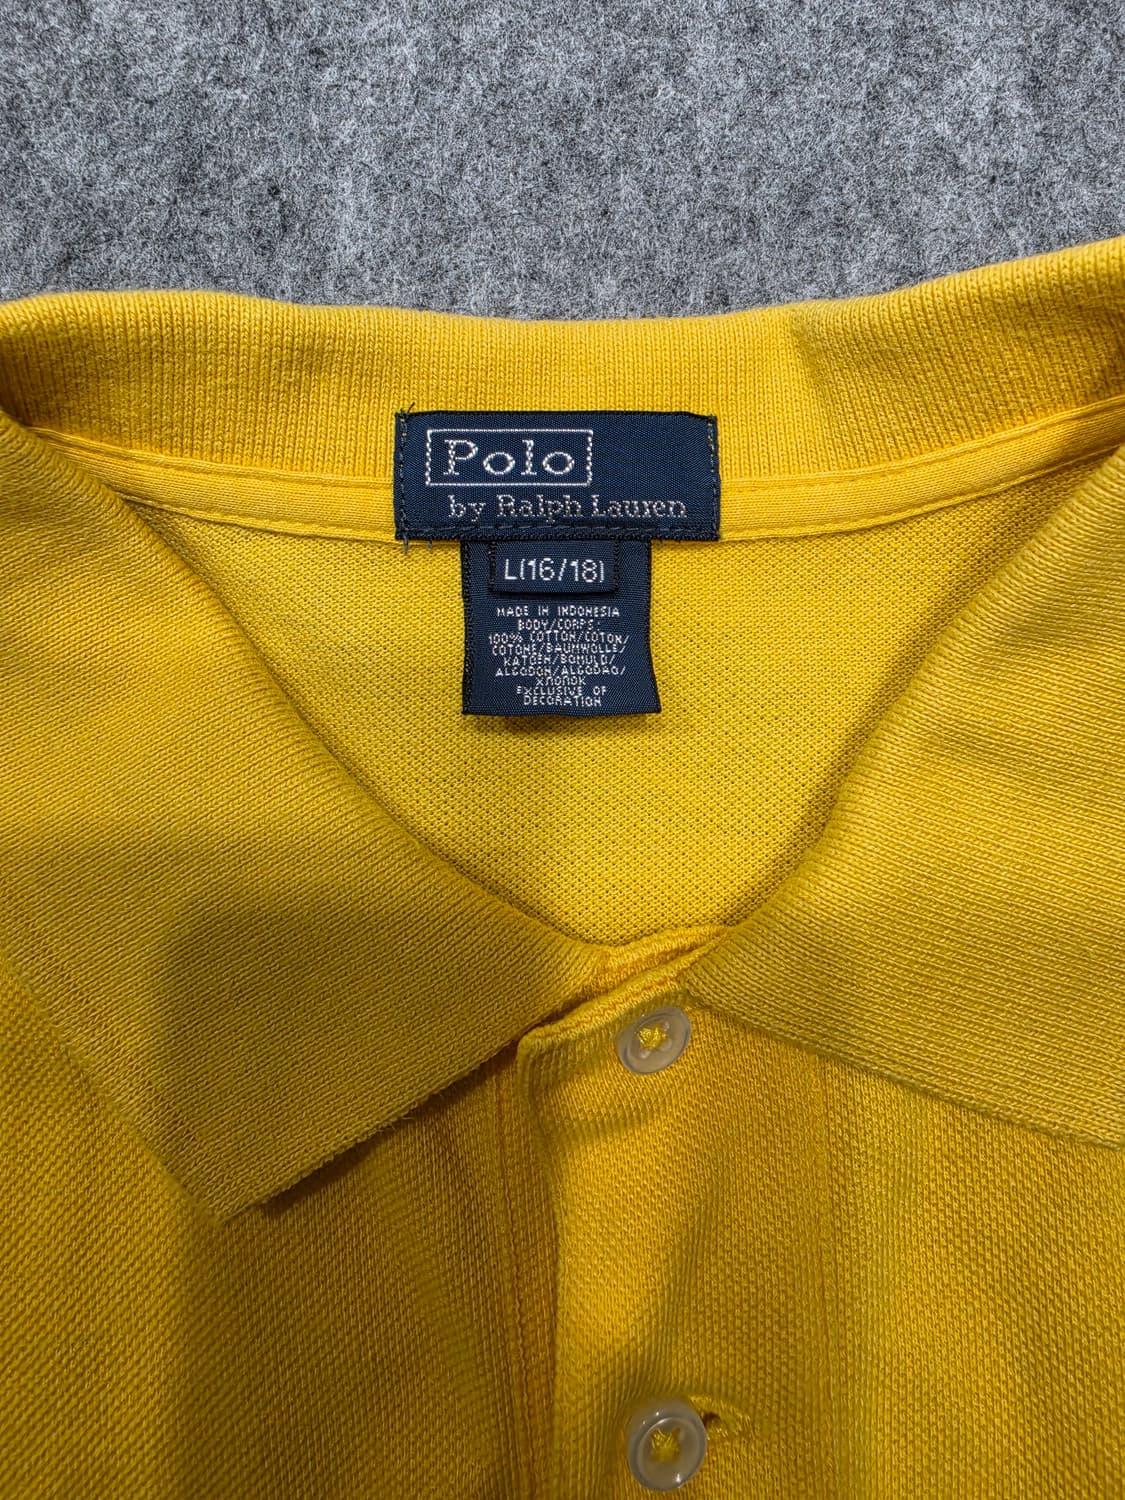 Polo
by Ralph Lauren
L(16/18)
MADE IN INDONESIA
BODY/CORPS:
100% COTTON/COTON/
COTONE/BAUMWOLLE/
KATOEN/BOMULD/
ALGODON/ALGODAO/
ХЛОПОК
EXCLUSIVE OF
DECORATION